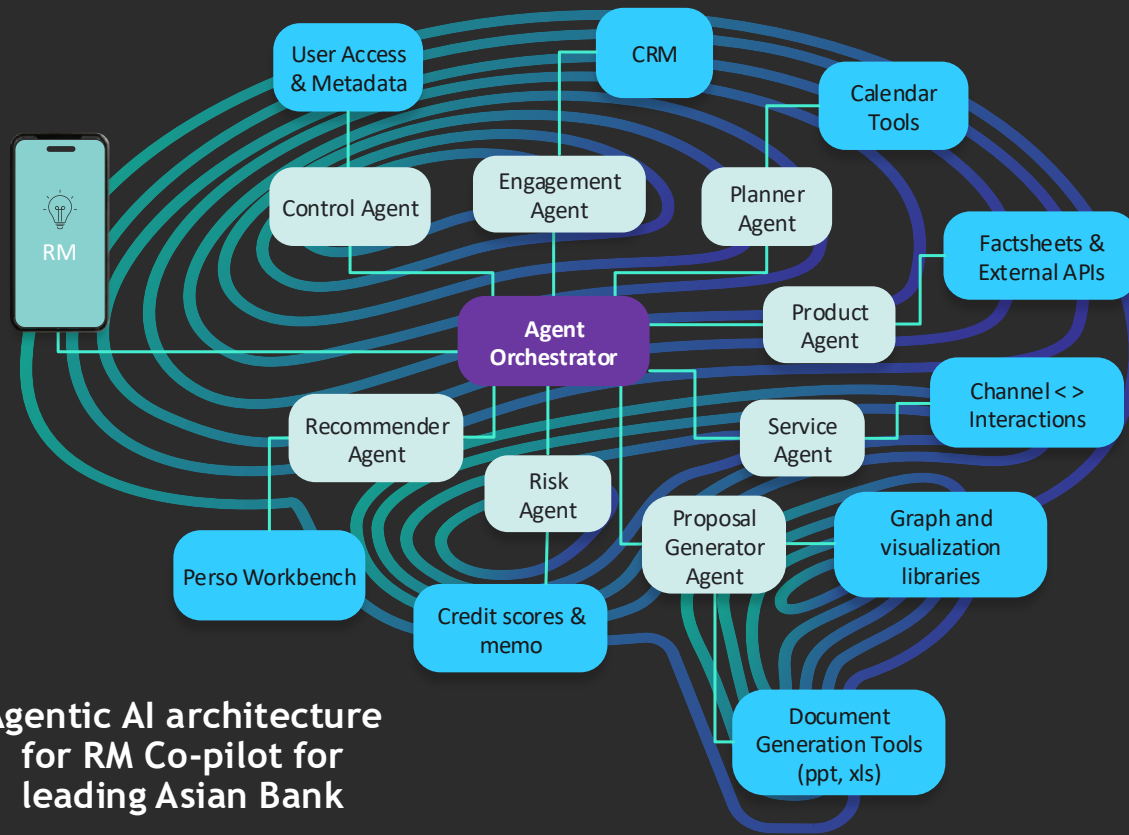 User Access
& Metadata
CRM
Calendar
Tools
RM
Control Agent
Engagement
Agent
Planner
Agent
Factsheets &
External APIs
Agent
Orchestrator
Product
Agent
Channel < >
Interactions
Recommender
Agent
Service
Agent
Risk
Agent
Proposal
Generator
Agent
Graph and
visualization
libraries
Perso Workbench
Credit scores &
memo
Document
Generation Tools
(ppt, xls)
Agentic AI architecture
for RM Co-pilot for
leading Asian Bank